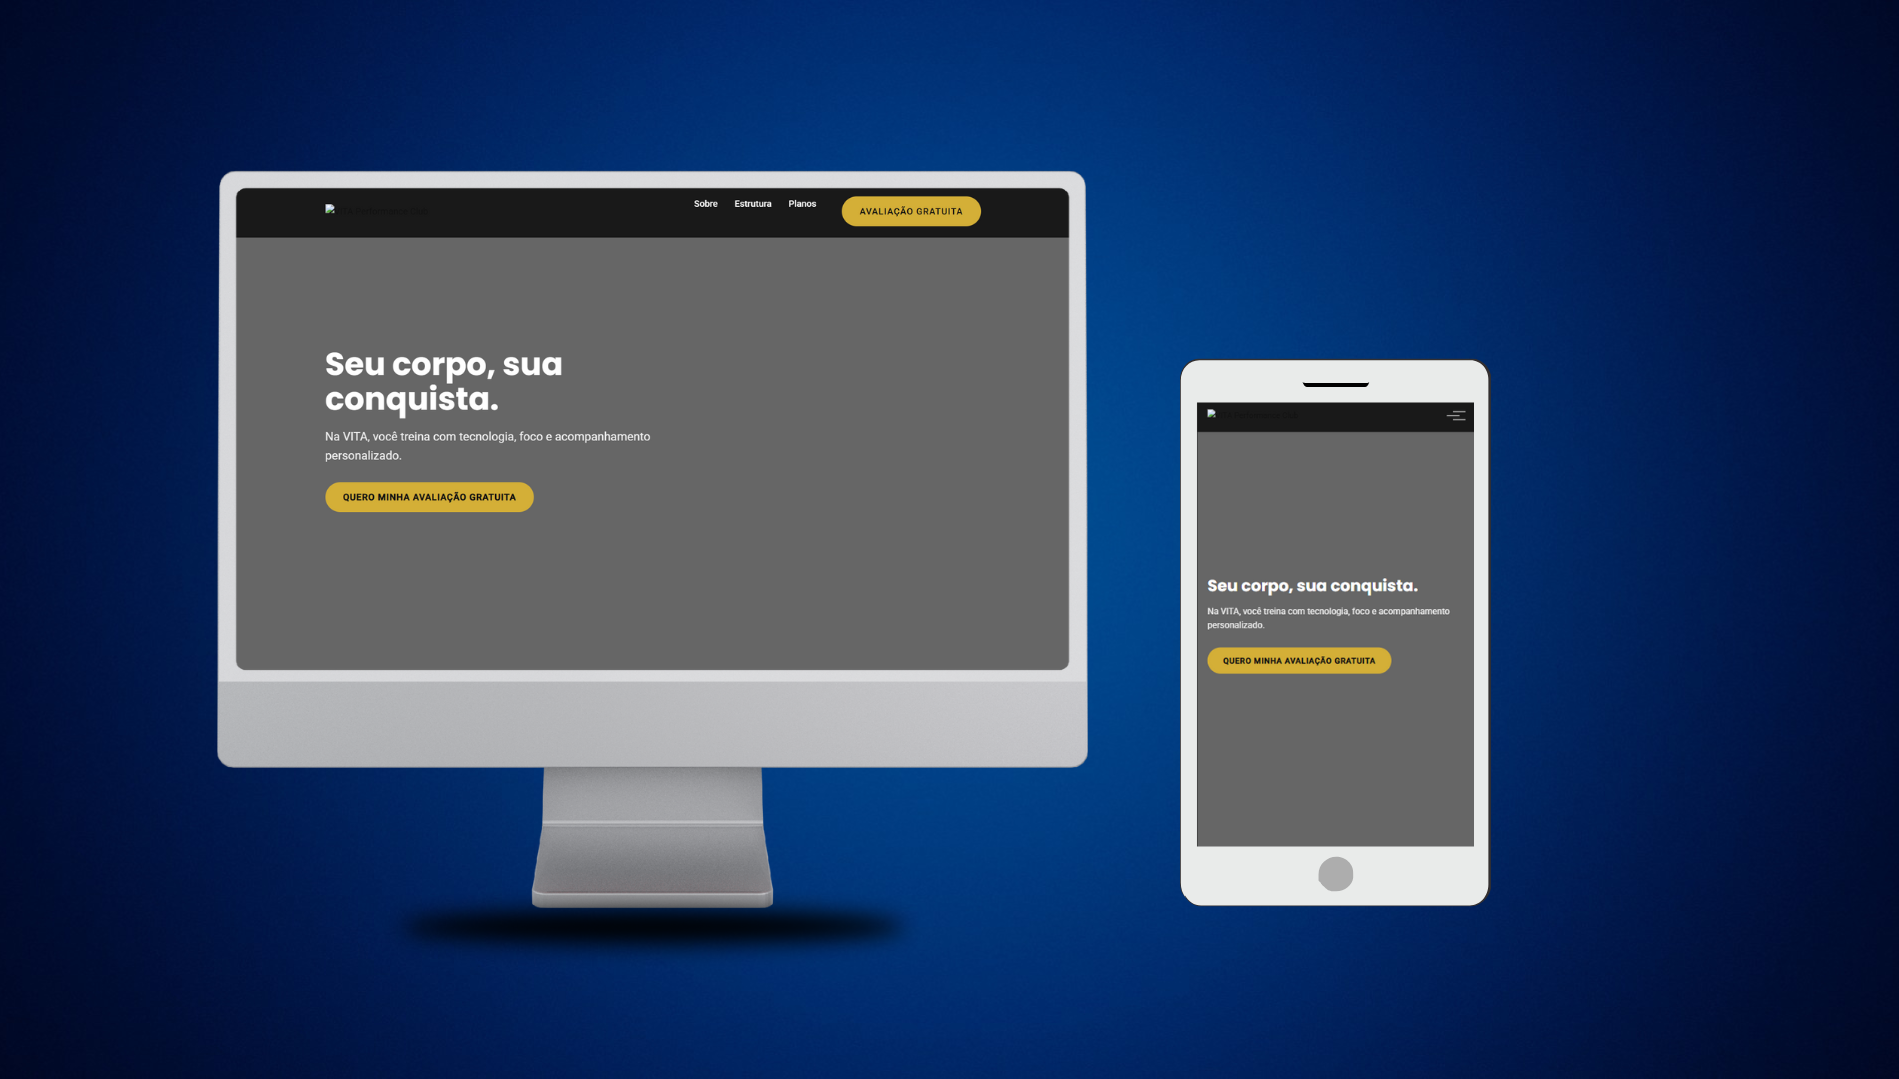 Sobre Estrutura Planos AVALIAÇÃO GRATUITA
Seu corpo, sua
conquista.
Na VITA, você treina com tecnologia, foco e acompanhamento
personalizado.
QUERO MINHA AVALIAÇÃO GRATUITA
Seu corpo, sua conquista.
Na VITA, você treina com tecnologia, foco e acompanhamento
personalizado.
QUERO MINHA AVALIAÇÃO GRATUITA